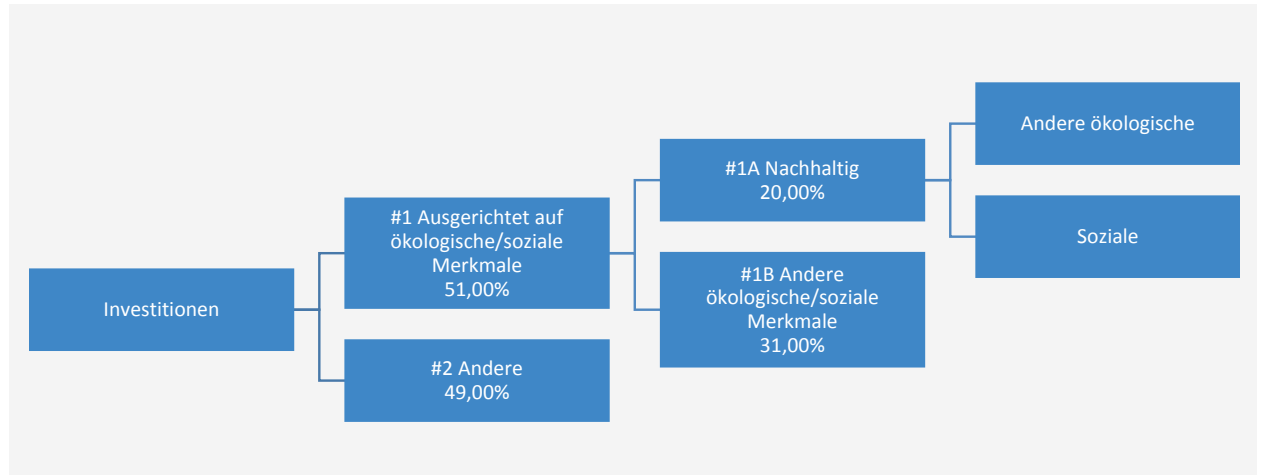 Investitionen
#1 Ausgerichtet auf
ökologische/soziale
Merkmale
51,00%
#2 Andere
49,00%
#1A Nachhaltig
20,00%
#1B Andere
ökologische/soziale
Merkmale
31,00%
Andere ökologische
Soziale